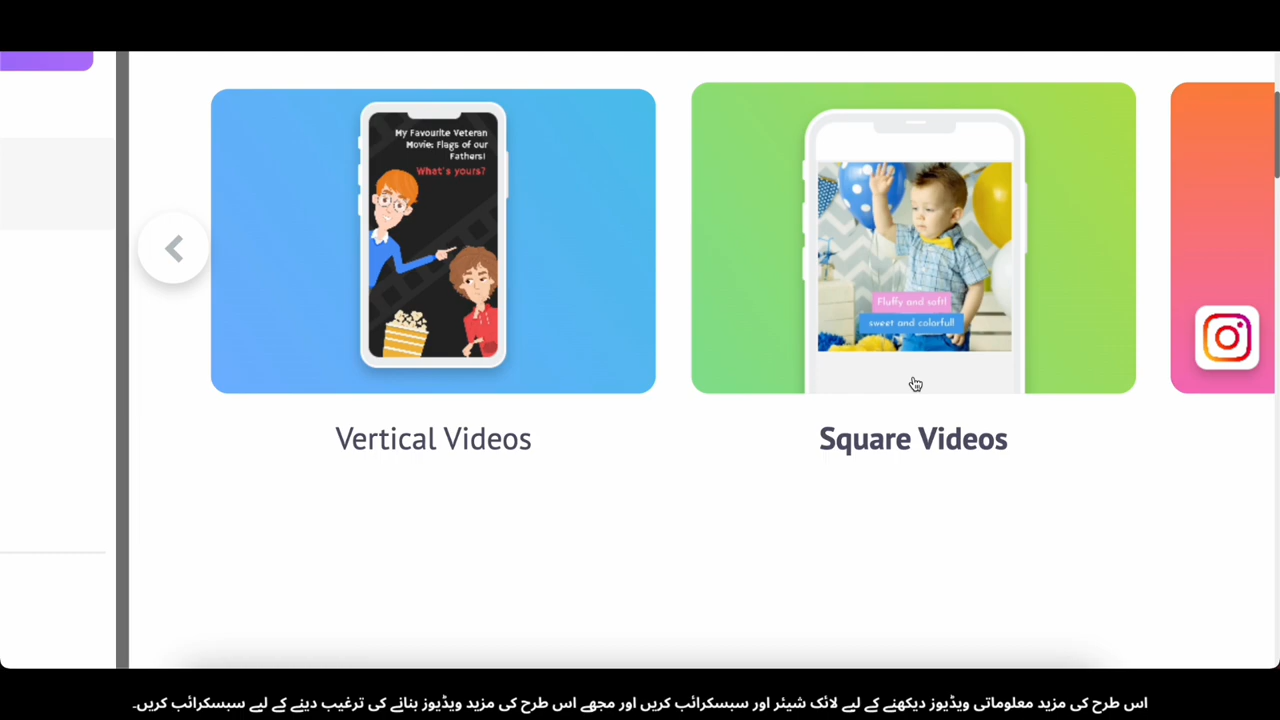 My Favourite Veteran
Movie: Flags of our
Fathers!
What's yours?
Fluffy and soft!
sweet and colorful!
Vertical Videos
Square Videos
اس طرح کی مزید معلوماتی ویڈیوز دیکھنے کے لیے لائک شیئر اور سبسکرائب کریں اور مجھے اس طرح کی مزید ویڈیوز بنانے کی ترغیب دینے کے لیے سبسکرائب کریں۔